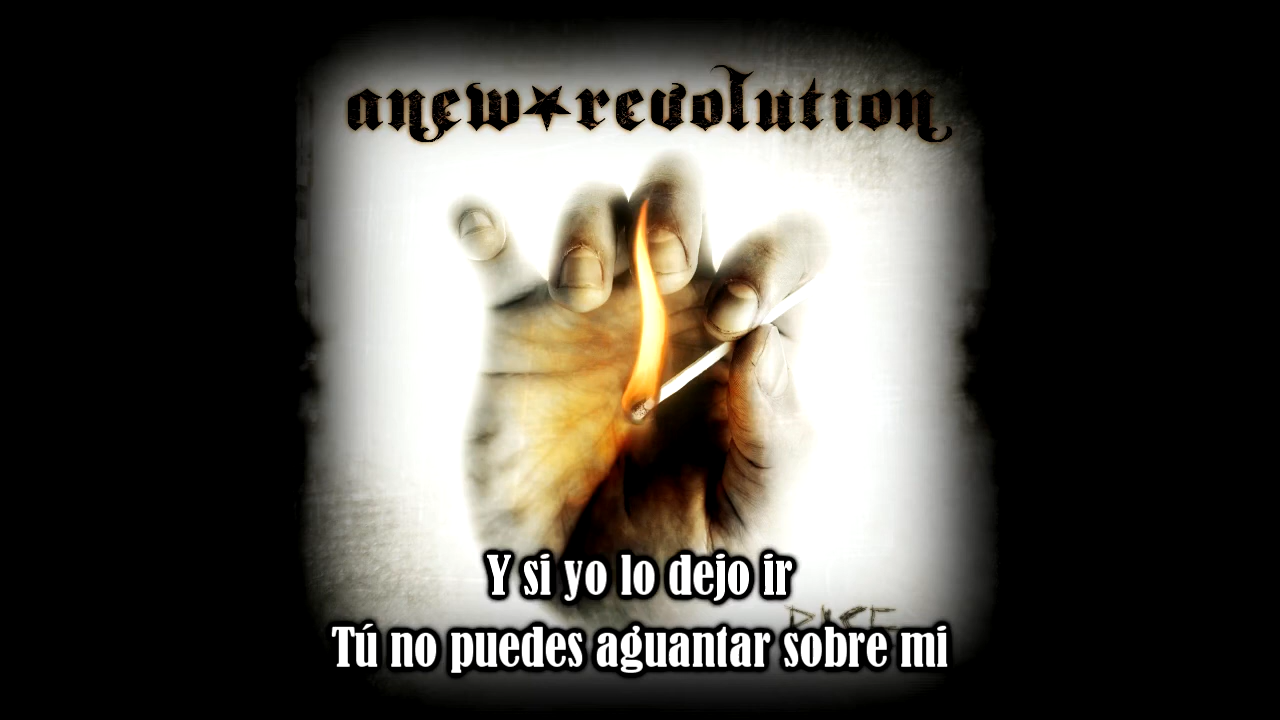 anew★revolution
Y si yo lo dejo ir
Tú no puedes aguantar sobre mi